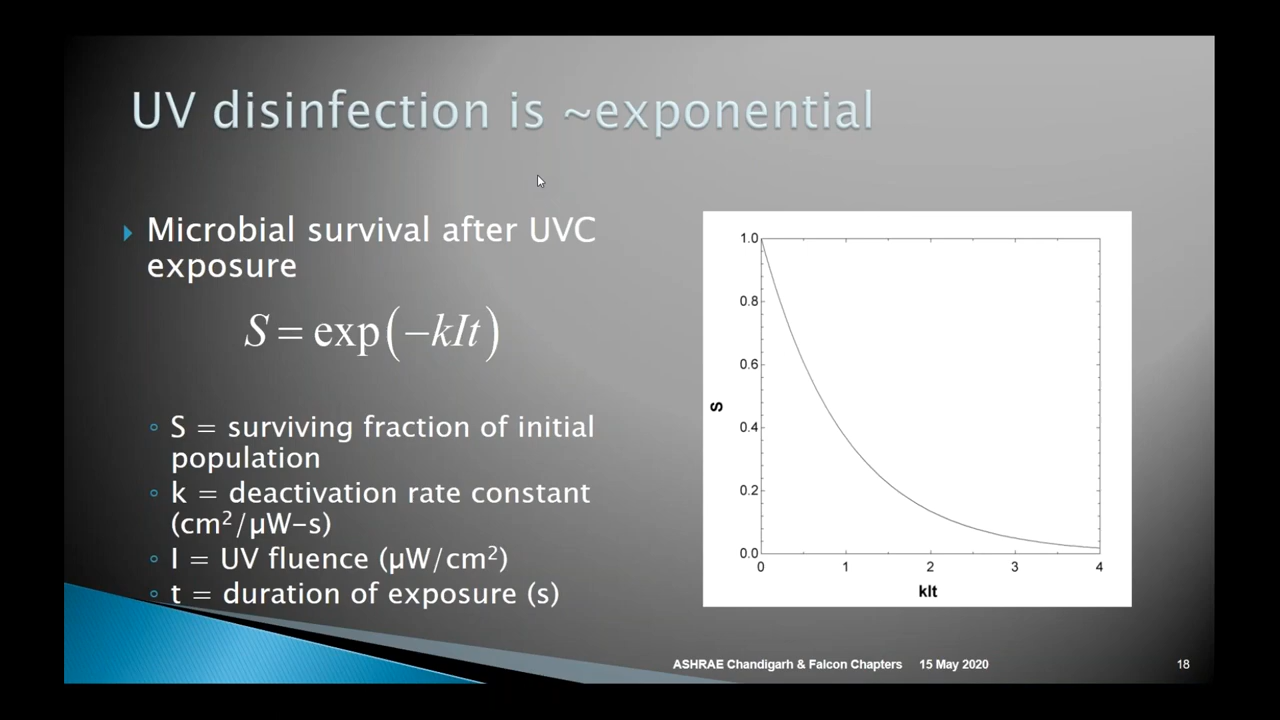 UV disinfection is ~exponential
Microbial survival after UVC
exposure
S = exp(−kIt)
S = surviving fraction of initial
population
k = deactivation rate constant
(cm²/µW-s)
I = UV fluence (µW/cm²)
t = duration of exposure (s)
1.0
0.8
0.6
0.4
0.2
0.0
S
0 1 2 3 4
kIt
ASHRAE Chandigarh & Falcon Chapters 15 May 2020 18